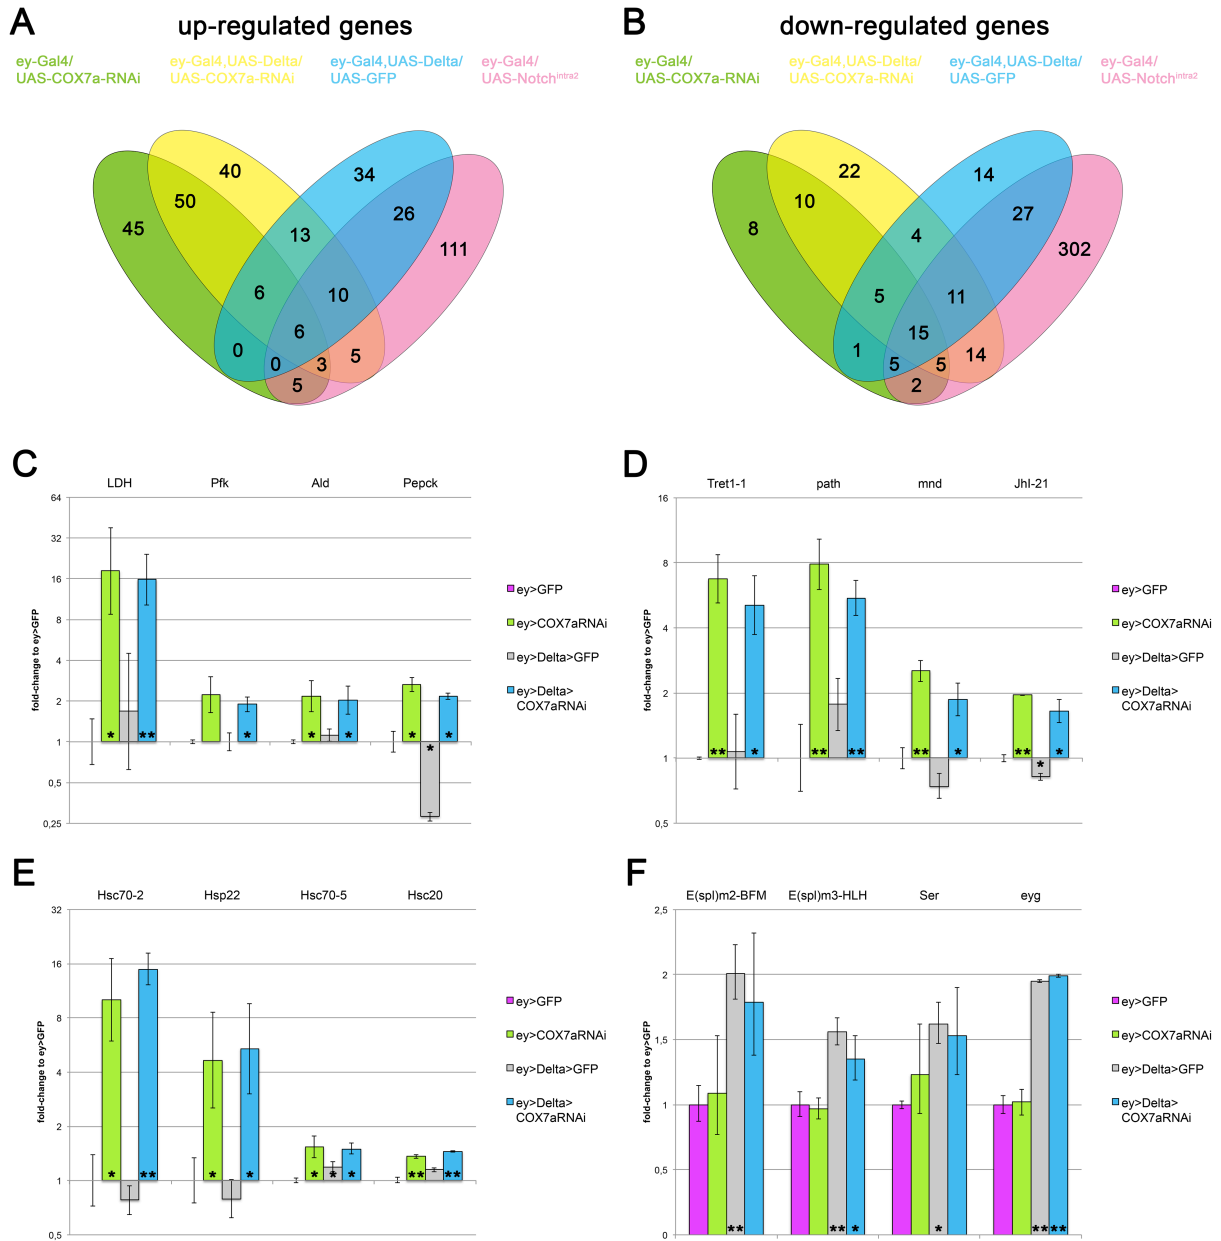 A up-regulated genes
ey-Gal4/ ey-Gal4,UAS-Delta/ ey-Gal4,UAS-Delta/ ey-Gal4/
UAS-COX7a-RNAi UAS-COX7a-RNAi UAS-GFP UAS-Notchintra2
40 34
50 26
45 13 111
6 10
6
0 0 3 5
5
B down-regulated genes
ey-Gal4/ ey-Gal4,UAS-Delta/ ey-Gal4,UAS-Delta/ ey-Gal4/
UAS-COX7a-RNAi UAS-COX7a-RNAi UAS-GFP UAS-Notchintra2
22 14
10 27
8 4 302
5 11
15
1 5 5 14
2
C
LDH Pfk Ald Pepck
fold-change to ey>GFP
64
32
16
8
4
2
1
0,5
0,25
* ** * * * * * *
ey>GFP
ey>COX7aRNAi
ey>Delta>GFP
ey>Delta>
COX7aRNAi
D
Tret1-1 path mnd JhI-21
fold-change to ey>GFP
16
8
4
2
1
0,5
** * ** ** ** * ** * *
ey>GFP
ey>COX7aRNAi
ey>Delta>GFP
ey>Delta>
COX7aRNAi
E
Hsc70-2 Hsp22 Hsc70-5 Hsc20
fold-change to ey>GFP
32
16
8
4
2
1
0,5
* ** * * * * * ** **
ey>GFP
ey>COX7aRNAi
ey>Delta>GFP
ey>Delta>
COX7aRNAi
F
E(spl)m2-BFM E(spl)m3-HLH Ser eyg
fold-change to ey>GFP
2,5
2
1,5
1
0,5
0
** ** * * ** **
ey>GFP
ey>COX7aRNAi
ey>Delta>GFP
ey>Delta>
COX7aRNAi